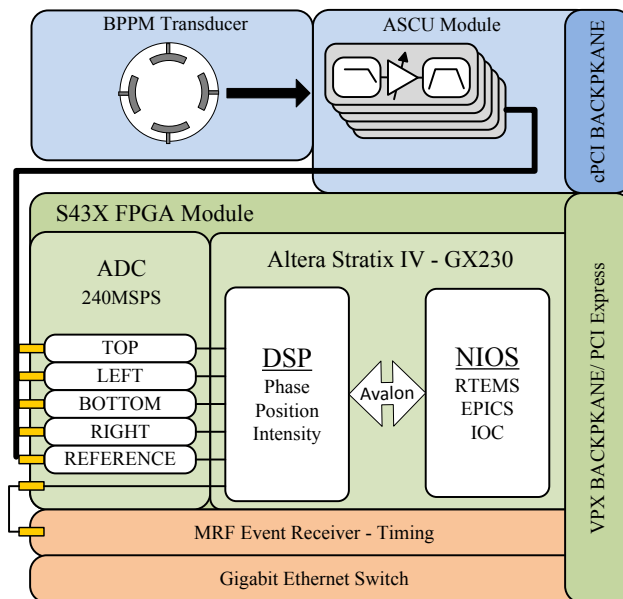 BPPM Transducer
ASCU Module
cPCI BACKPKANE
S43X FPGA Module
ADC
240MSPS
Altera Stratix IV - GX230
TOP
LEFT
BOTTOM
RIGHT
REFERENCE
DSP
Phase
Position
Intensity
Avalon
NIOS
RTEMS
EPICS
IOC
VPX BACKPKANE/ PCI Express
MRF Event Receiver - Timing
Gigabit Ethernet Switch